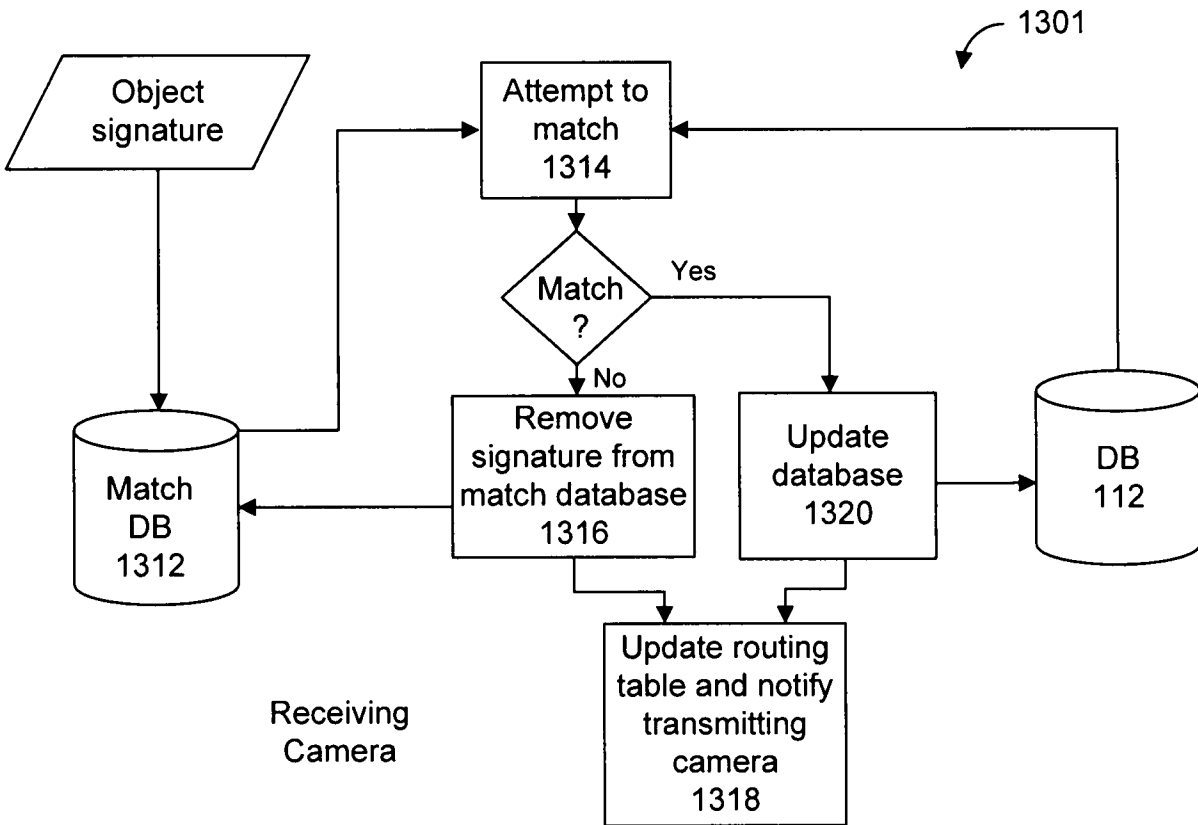 1301
Object
signature
Attempt to
match
1314
Match
?
Yes
No
Match
DB
1312
Remove
signature from
match database
1316
Update
database
1320
DB
112
Update routing
table and notify
transmitting
camera
1318
Receiving
Camera